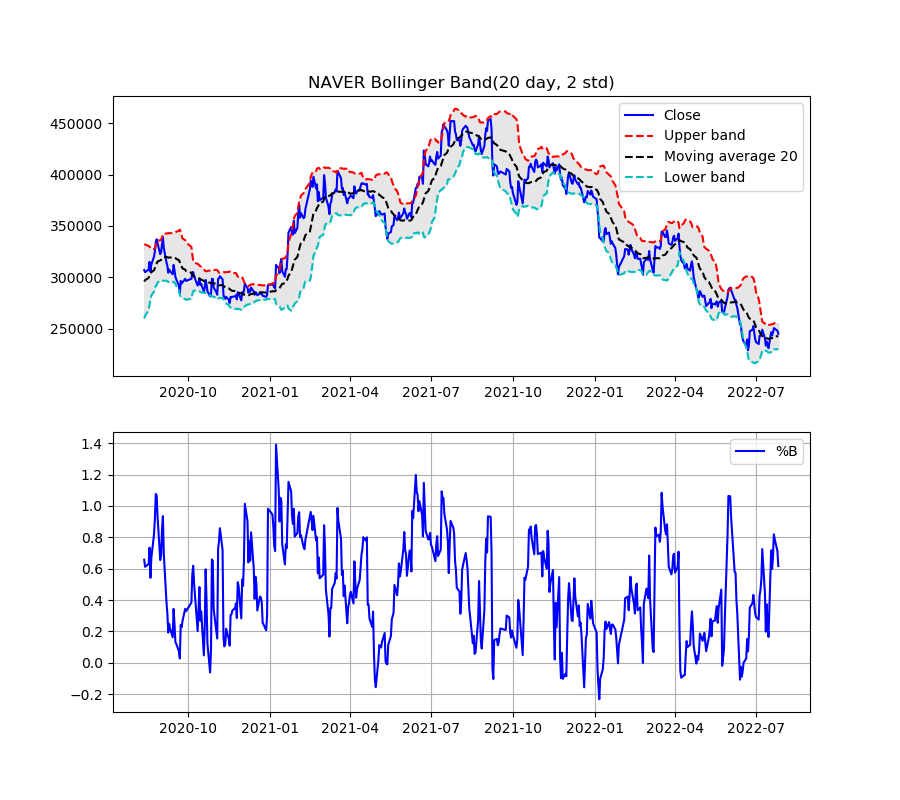 NAVER Bollinger Band(20 day, 2 std)
450000
400000
350000
300000
250000
Close
Upper band
Moving average 20
Lower band
2020-10 2021-01 2021-04 2021-07 2021-10 2022-01 2022-04 2022-07
1.4
1.2
1.0
0.8
0.6
0.4
0.2
0.0
−0.2
%B
2020-10 2021-01 2021-04 2021-07 2021-10 2022-01 2022-04 2022-07